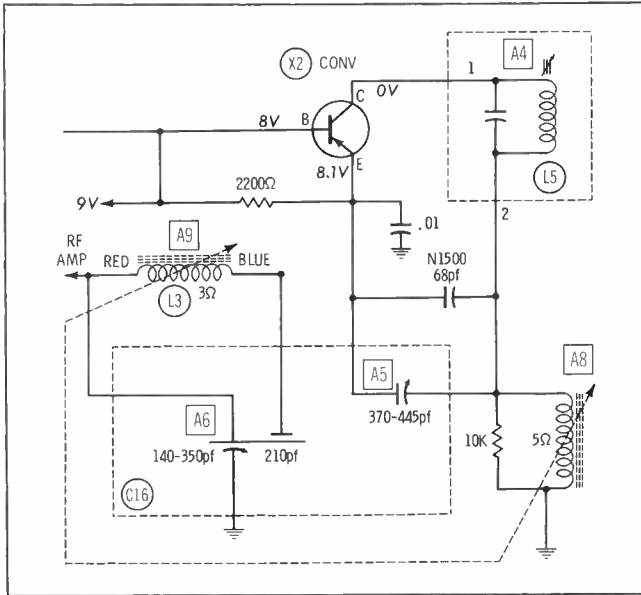 X2 CONV
A4
1
C
0V
8V
B
E
8.1V
L5
2200Ω
9V
.01
2
A9
RF
AMP
RED
BLUE
3Ω
L3
N1500
68pf
A5
A8
370-445pf
A6
10K
5Ω
140-350pf
210pf
C16